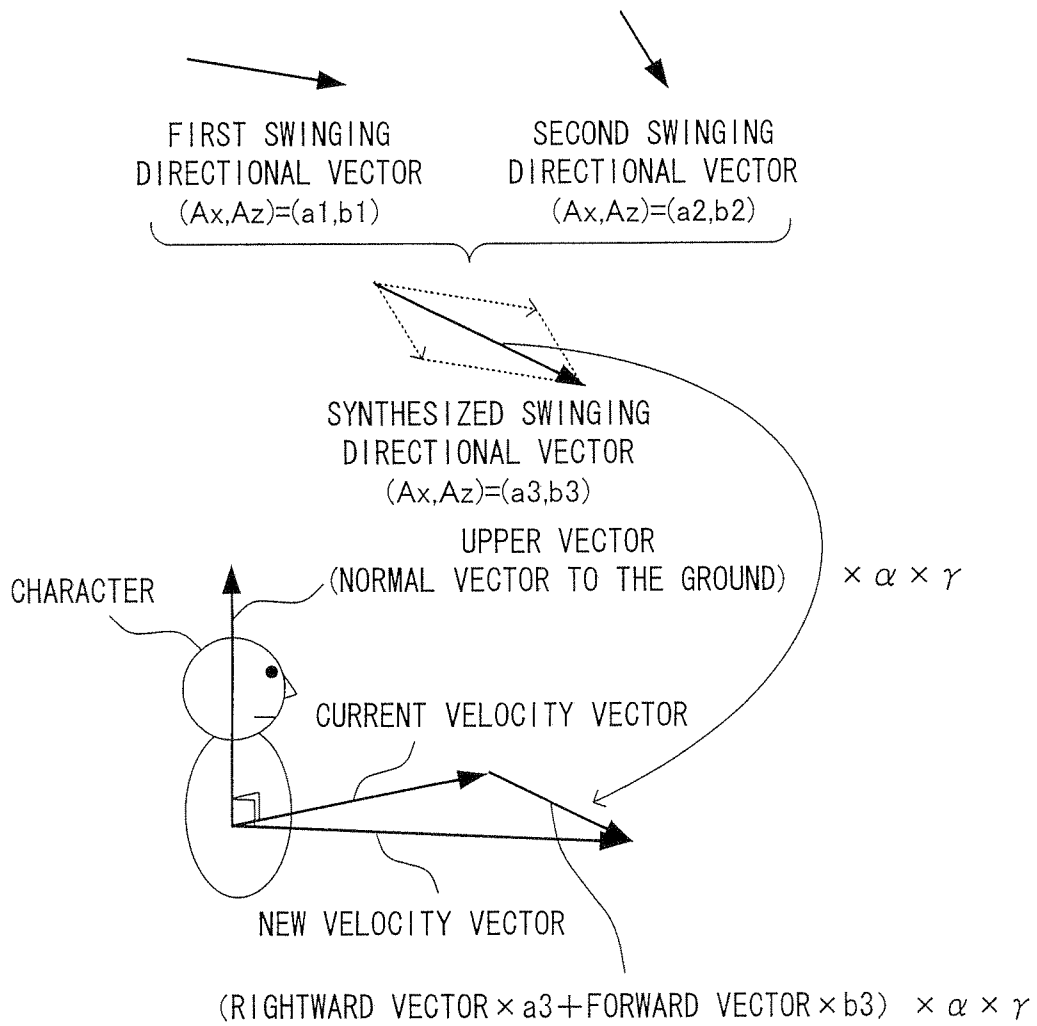 FIRST SWINGING
DIRECTIONAL VECTOR
(Ax,Az)=(a1,b1)
SECOND SWINGING
DIRECTIONAL VECTOR
(Ax,Az)=(a2,b2)
SYNTHESIZED SWINGING
DIRECTIONAL VECTOR
(Ax,Az)=(a3,b3)
UPPER VECTOR
(NORMAL VECTOR TO THE GROUND)
× α × γ
CHARACTER
CURRENT VELOCITY VECTOR
NEW VELOCITY VECTOR
(RIGHTWARD VECTOR×a3+FORWARD VECTOR×b3) × α × γ